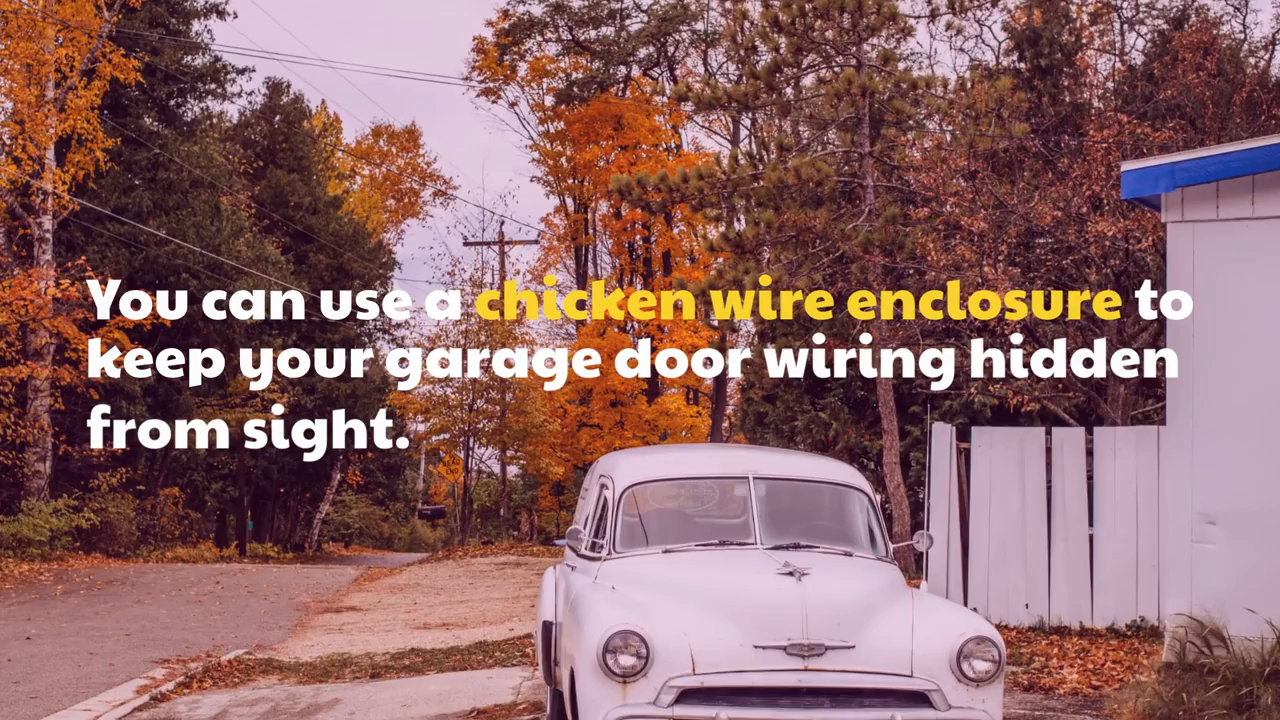 You can use a chicken wire enclosure to
keep your garage door wiring hidden
from sight.